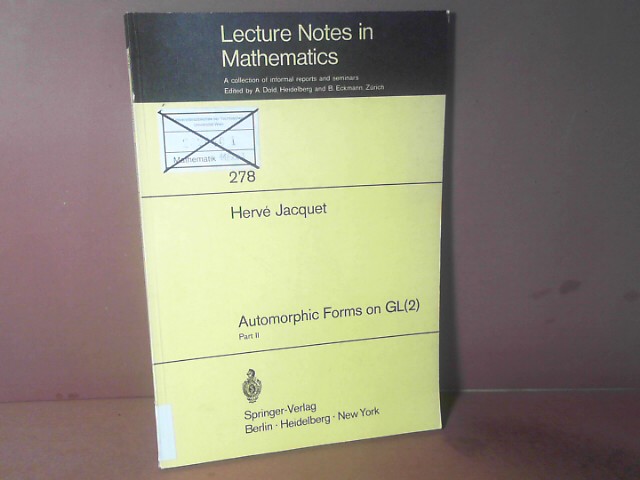 Lecture Notes in
Mathematics
A collection of informal reports and seminars
Edited by A. Dold, Heidelberg and B. Eckmann, Zürich
Mathematik
278
Hervé Jacquet
Automorphic Forms on GL(2)
Part II
Springer-Verlag
Berlin · Heidelberg · New York